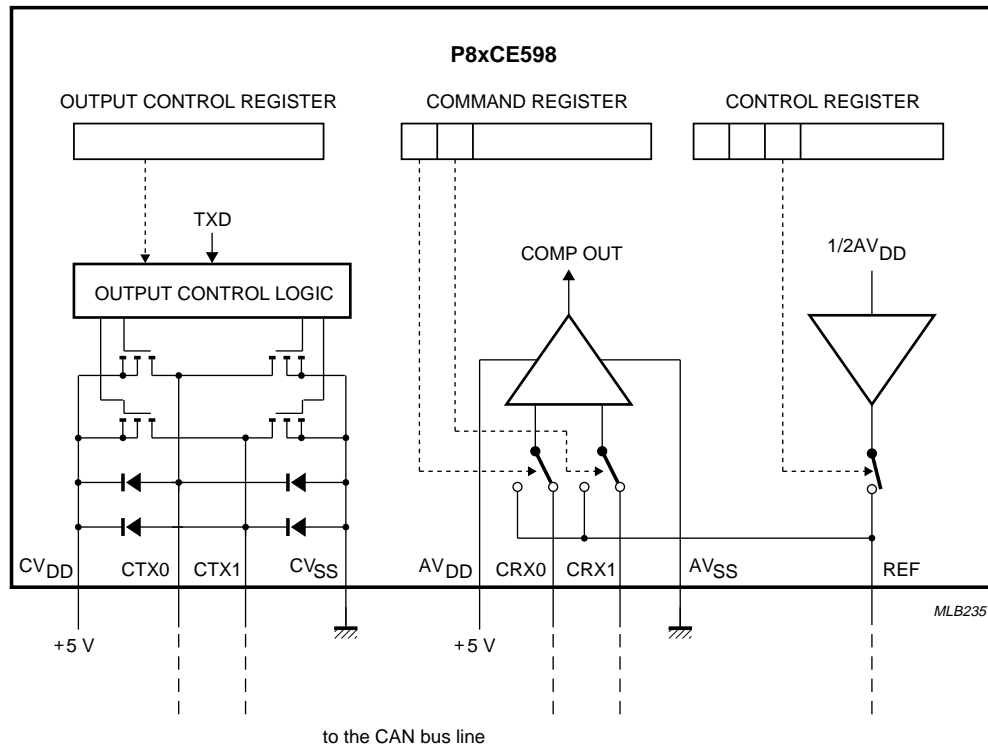 P8xCE598
OUTPUT CONTROL REGISTER
COMMAND REGISTER
CONTROL REGISTER
TXD
COMP OUT
1/2AVDD
OUTPUT CONTROL LOGIC
CVDD
CTX0
CTX1
CVSS
AVDD
CRX0
CRX1
AVSS
REF
MLB235
+5 V
+5 V
to the CAN bus line